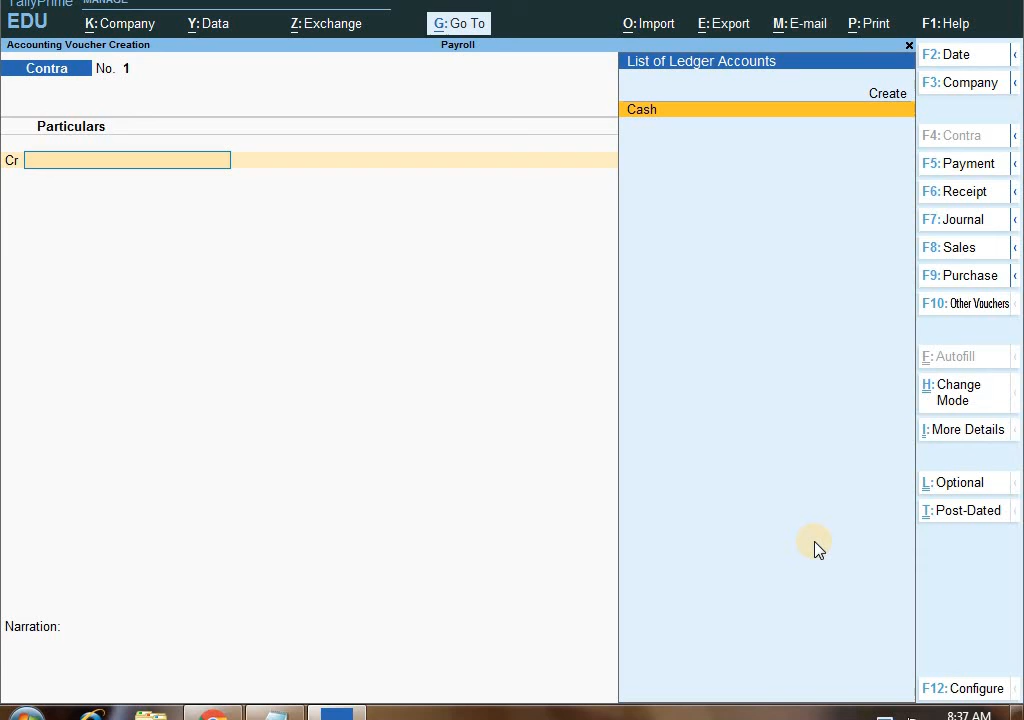 TallyPrime
MANAGE
EDU
K: Company
Y: Data
Z: Exchange
G: Go To
O: Import
E: Export
M: E-mail
P: Print
F1: Help
Accounting Voucher Creation
Payroll
Contra No. 1
Particulars
Cr
Narration:
List of Ledger Accounts
Create
Cash
F2: Date
F3: Company
F4: Contra
F5: Payment
F6: Receipt
F7: Journal
F8: Sales
F9: Purchase
F10: Other Vouchers
F: Autofill
H: Change
Mode
I: More Details
L: Optional
T: Post-Dated
F12: Configure
8:37 AM